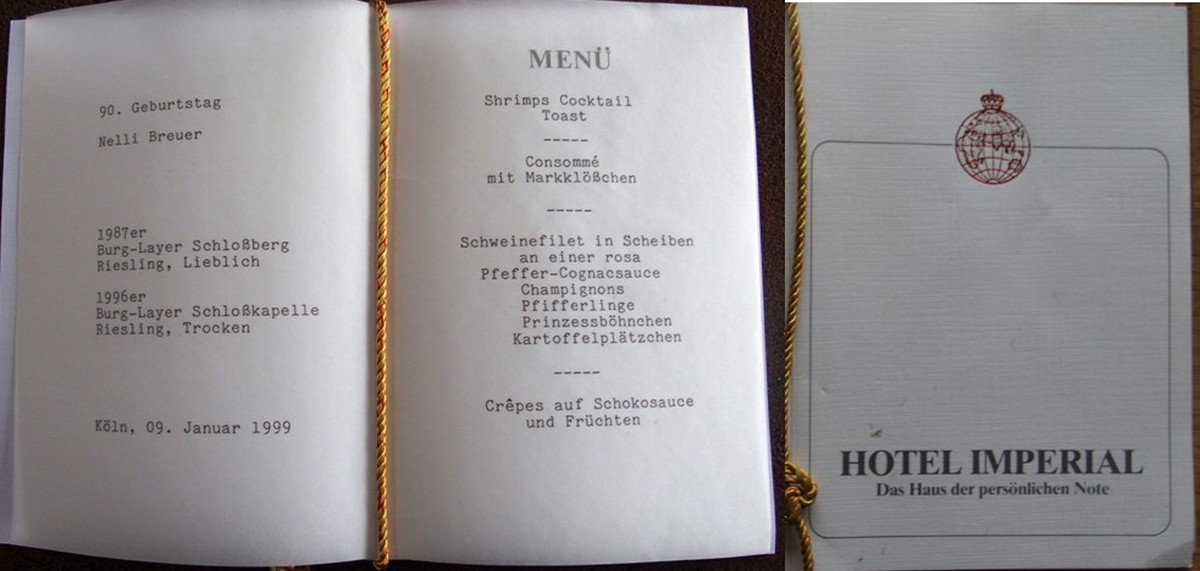 90. Geburtstag
Nelli Breuer
1987er
Burg-Layer Schloßberg
Riesling, Lieblich
1996er
Burg-Layer Schloßkapelle
Riesling, Trocken
Köln, 09. Januar 1999
MENÜ
Shrimps Cocktail
Toast
-----
Consommé
mit Markklößchen
-----
Schweinefilet in Scheiben
an einer rosa
Pfeffer-Cognacsauce
Champignons
Pfifferlinge
Prinzessböhnchen
Kartoffelplätzchen
-----
Crêpes auf Schokosauce
und Früchten
HOTEL IMPERIAL
Das Haus der persönlichen Note